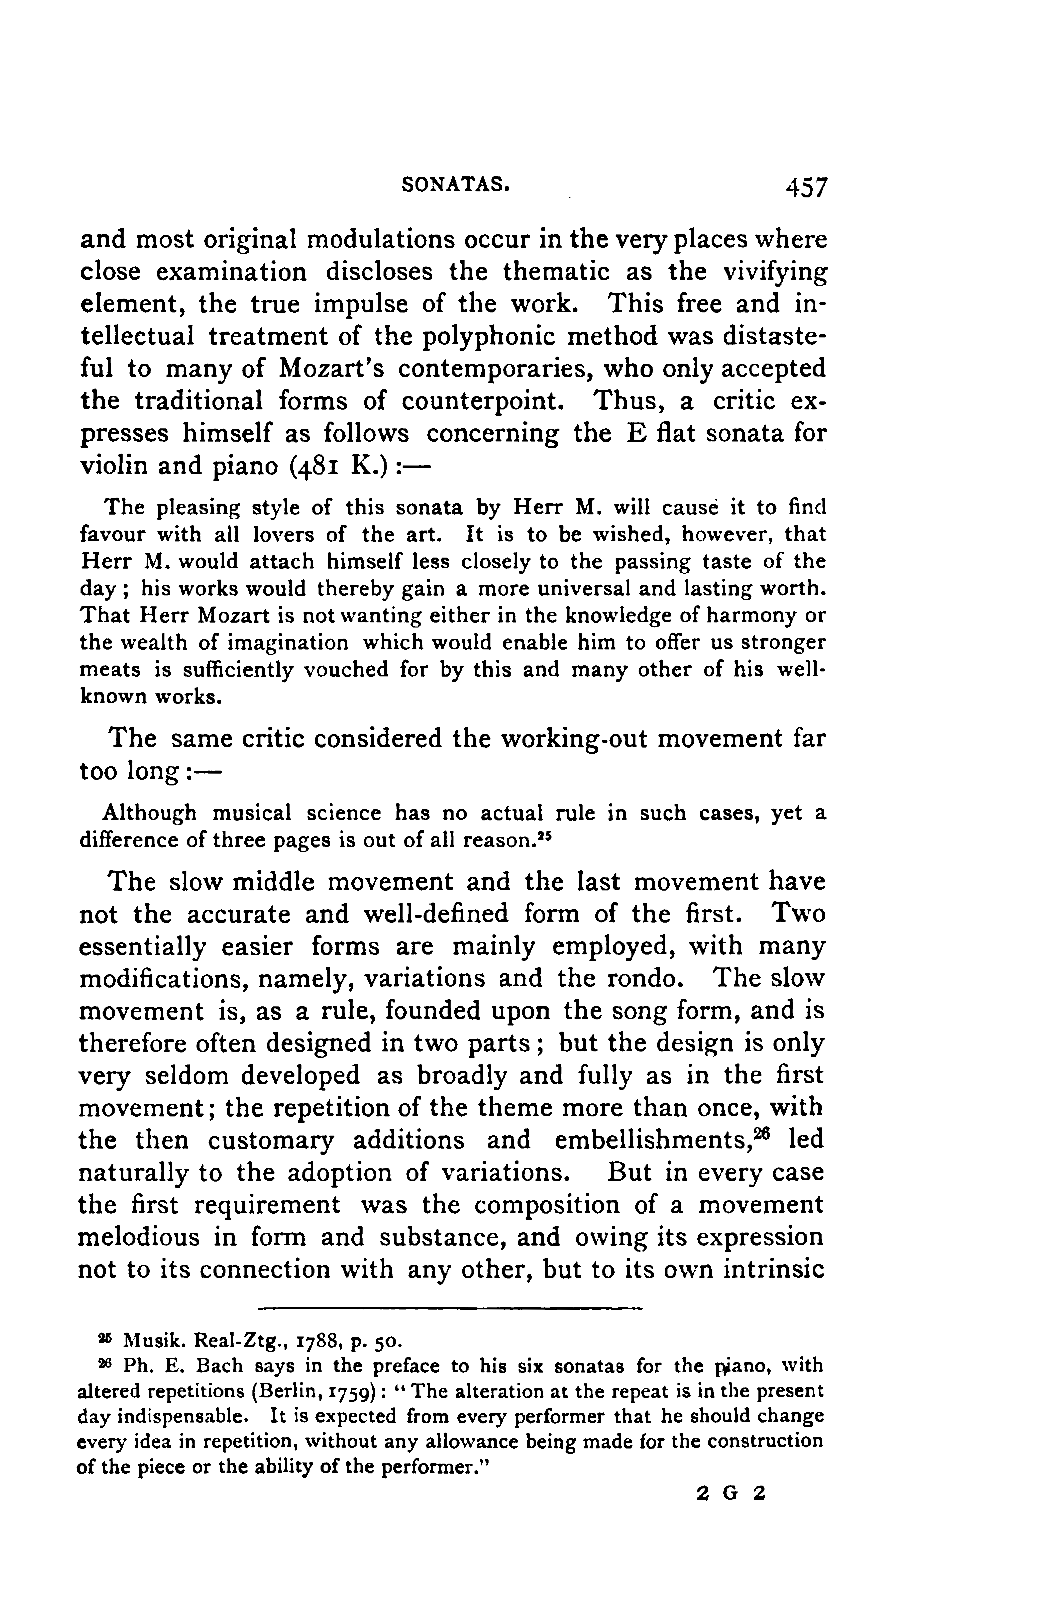 SONATAS. 457
and most original modulations occur in the very places where
close examination discloses the thematic as the vivifying
element, the true impulse of the work. This free and in-
tellectual treatment of the polyphonic method was distaste-
ful to many of Mozart's contemporaries, who only accepted
the traditional forms of counterpoint. Thus, a critic ex-
presses himself as follows concerning the E flat sonata for
violin and piano (481 K.) :—
The pleasing style of this sonata by Herr M. will cause it to find
favour with all lovers of the art. It is to be wished, however, that
Herr M. would attach himself less closely to the passing taste of the
day ; his works would thereby gain a more universal and lasting worth.
That Herr Mozart is not wanting either in the knowledge of harmony or
the wealth of imagination which would enable him to offer us stronger
meats is sufficiently vouched for by this and many other of his well-
known works.
The same critic considered the working-out movement far
too long :—
Although musical science has no actual rule in such cases, yet a
difference of three pages is out of all reason.²⁵
The slow middle movement and the last movement have
not the accurate and well-defined form of the first. Two
essentially easier forms are mainly employed, with many
modifications, namely, variations and the rondo. The slow
movement is, as a rule, founded upon the song form, and is
therefore often designed in two parts ; but the design is only
very seldom developed as broadly and fully as in the first
movement ; the repetition of the theme more than once, with
the then customary additions and embellishments,²⁶ led
naturally to the adoption of variations. But in every case
the first requirement was the composition of a movement
melodious in form and substance, and owing its expression
not to its connection with any other, but to its own intrinsic
²⁵ Musik. Real-Ztg., 1788, p. 50.
²⁶ Ph. E. Bach says in the preface to his six sonatas for the piano, with
altered repetitions (Berlin, 1759) : "The alteration at the repeat is in the present
day indispensable. It is expected from every performer that he should change
every idea in repetition, without any allowance being made for the construction
of the piece or the ability of the performer."
2 G 2